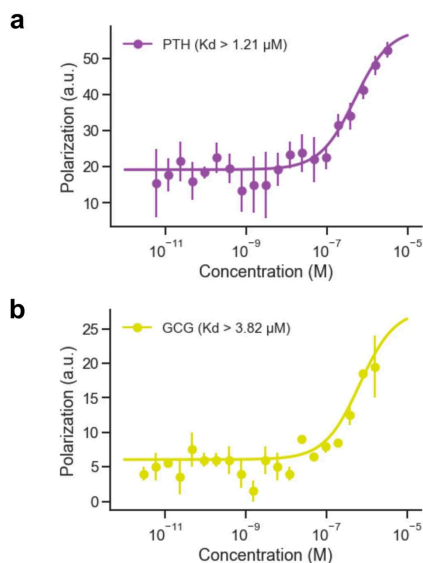 a
PTH (Kd > 1.21 μM)
Polarization (a.u.)
50
40
30
20
10
10⁻¹¹ 10⁻⁹ 10⁻⁷ 10⁻⁵
Concentration (M)
b
GCG (Kd > 3.82 μM)
Polarization (a.u.)
25
20
15
10
5
0
10⁻¹¹ 10⁻⁹ 10⁻⁷ 10⁻⁵
Concentration (M)